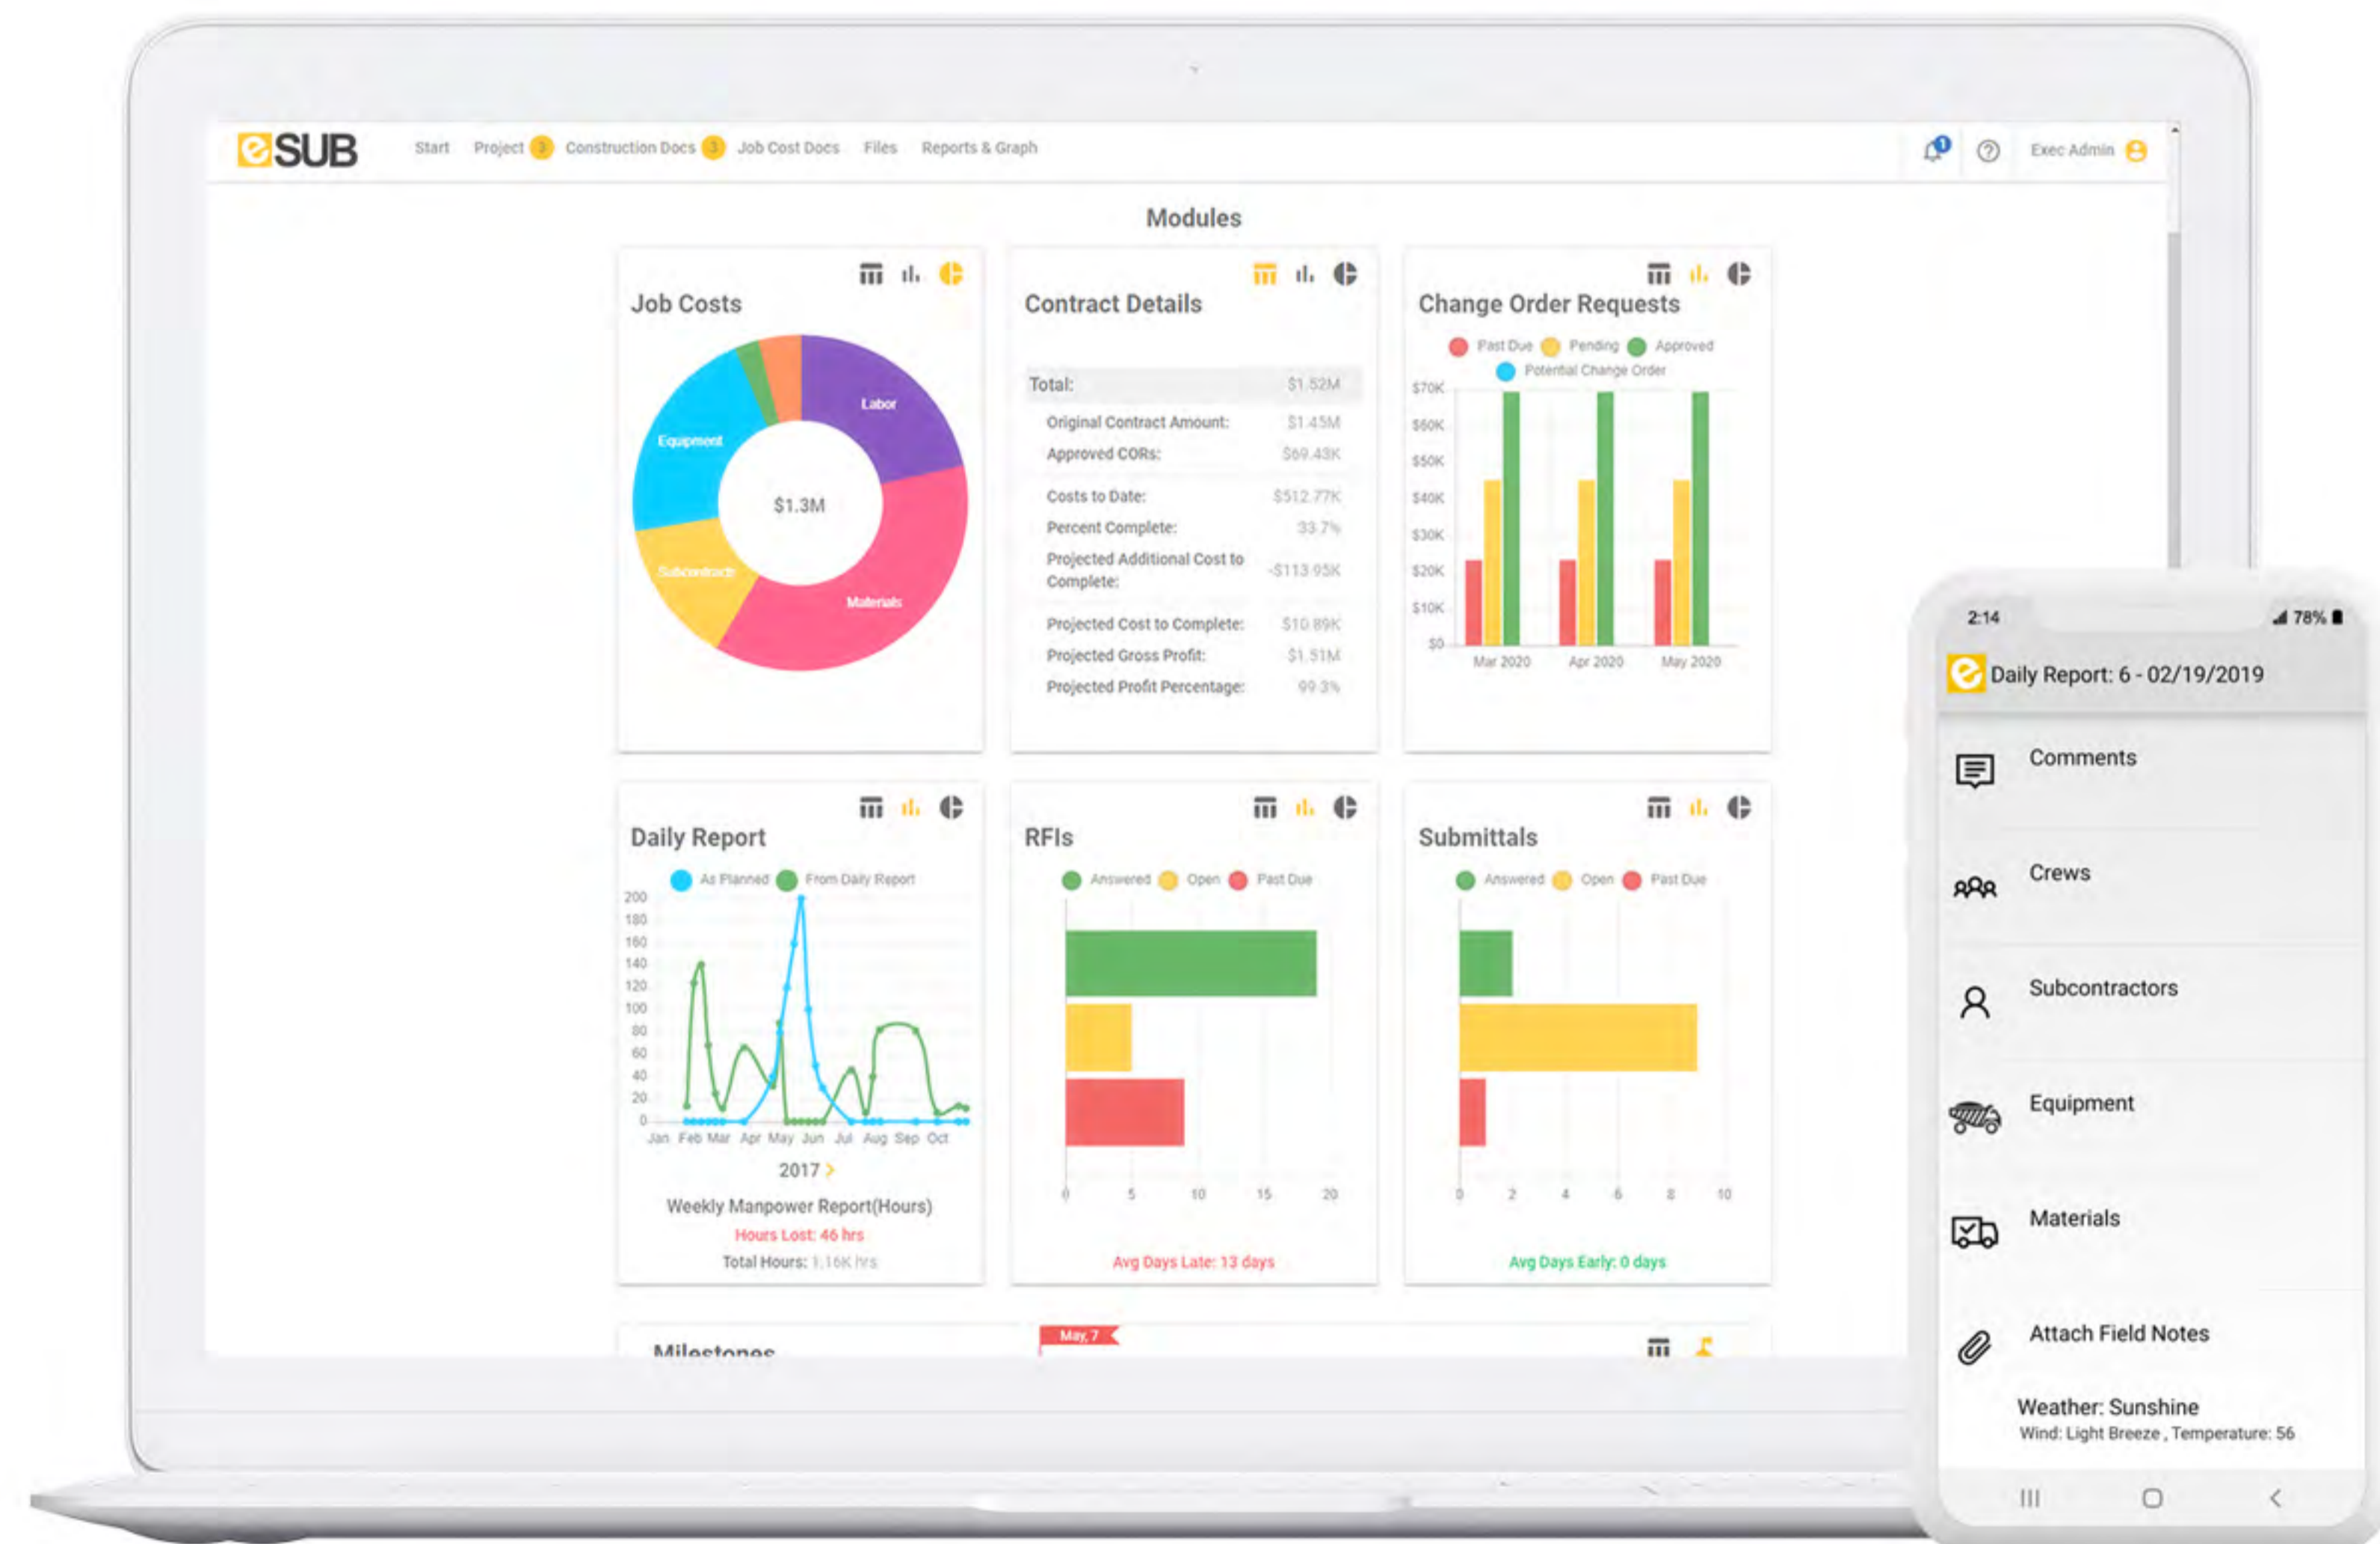 eSUB Start Project 3 Construction Docs 3 Job Cost Docs Files Reports & Graph 1 Exec Admin
Modules
Job Costs
Labor
Equipment
$1.3M
Subcontracts
Materials
Contract Details
Total: $1.52M
Original Contract Amount: $1.45M
Approved CORs: $69.43K
Costs to Date: $512.77K
Percent Complete: 33.7%
Projected Additional Cost to
Complete: -$113.95K
Projected Cost to Complete: $10.89K
Projected Gross Profit: $1.51M
Projected Profit Percentage: 99.3%
Change Order Requests
Past Due Pending Approved
Potential Change Order
$70K
$60K
$50K
$40K
$30K
$20K
$10K
$0
Mar 2020 Apr 2020 May 2020
Daily Report
As Planned From Daily Report
200
180
160
140
120
100
80
60
40
20
0
Jan Feb Mar Apr May Jun Jul Aug Sep Oct
2017 >
Weekly Manpower Report(Hours)
Hours Lost: 46 hrs
Total Hours: 1.16K hrs
RFIs
Answered Open Past Due
0 5 10 15 20
Avg Days Late: 13 days
Submittals
Answered Open Past Due
0 2 4 6 8 10
Avg Days Early: 0 days
Milestones
May, 7
2:14 78%
e Daily Report: 6 - 02/19/2019
Comments
Crews
Subcontractors
Equipment
Materials
Attach Field Notes
Weather: Sunshine
Wind: Light Breeze , Temperature: 56